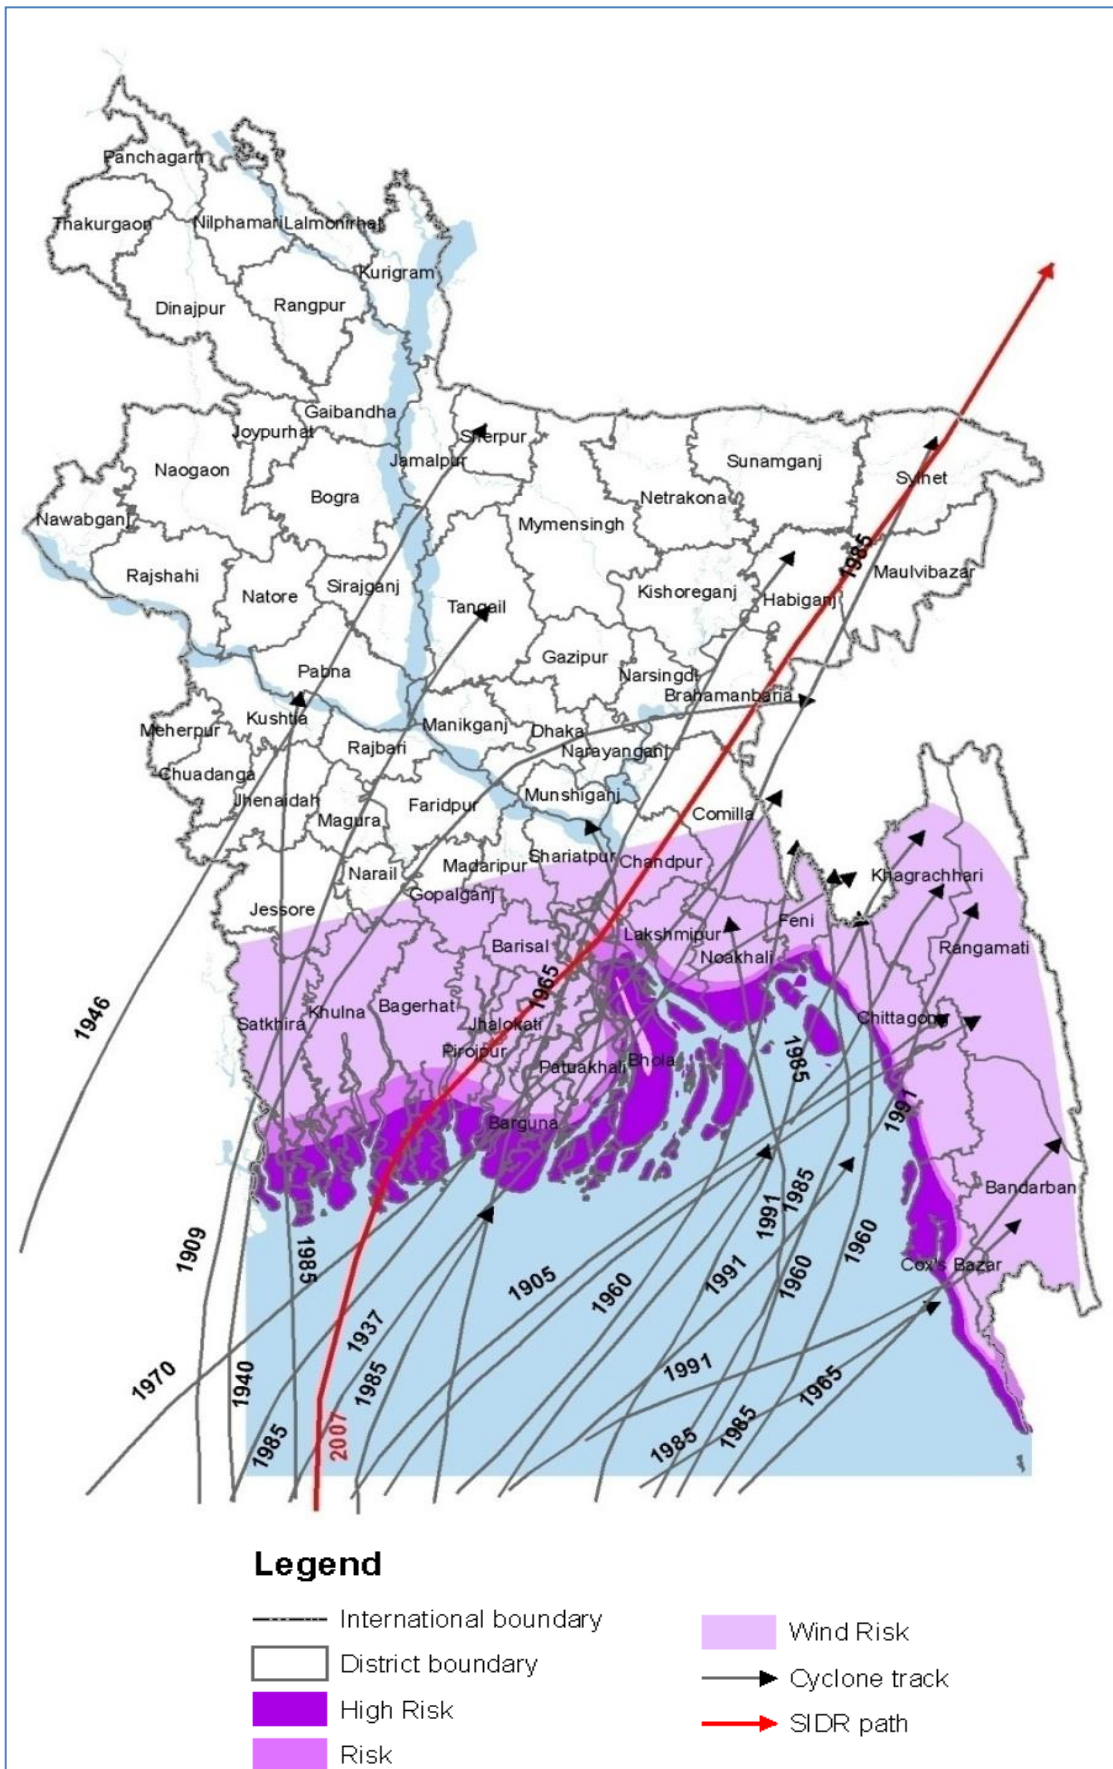 Panchagarh
Thakurgaon
Nilphamari
Lalmonirhat
Kurigram
Dinajpur
Rangpur
Gaibandha
Joypurhat
Sherpur
Jamalpur
Naogaon
Bogra
Sunamganj
Sylhet
Netrakona
Nawabganj
Mymensingh
1985
Rajshahi
Natore
Sirajganj
Tangail
Kishoreganj
Habiganj
Maulvibazar
Gazipur
Pabna
Narsingdi
Brahamanbaria
Kushtia
Meherpur
Rajbari
Manikganj
Dhaka
Narayanganj
Chuadanga
Jhenaidah
Magura
Faridpur
Munshiganj
Comilla
Narail
Madaripur
Shariatpur
Chandpur
Khagrachhari
Gopalganj
Jessore
Feni
Lakshmipur
Barisal
Noakhali
Rangamati
1965
1946
Khulna
Bagerhat
Satkhira
Jhalokati
Chittagong
Pirojpur
Patuakhali
Bhola
1985
1991
Barguna
Bandarban
1985
1991
1909
1985
1960
Cox's Bazar
1905
1960
1991
1960
1937
1970
1940
1985
1991
1965
1985
2007
1985
1985
Legend
International boundary
District boundary
High Risk
Risk
Wind Risk
Cyclone track
SIDR path